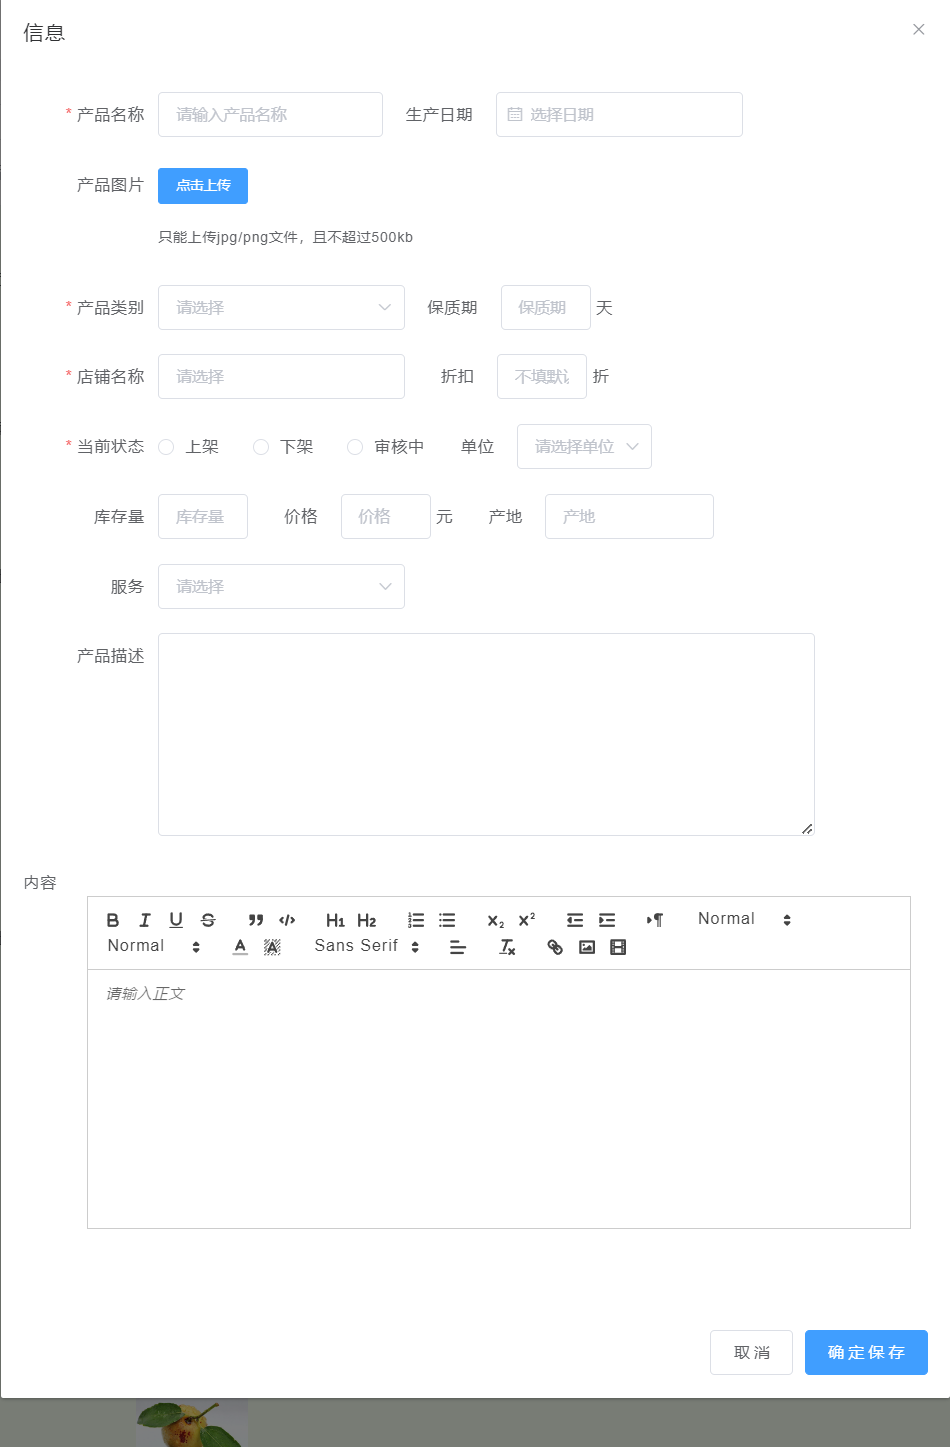 信息
* 产品名称 请输入产品名称 生产日期 选择日期
产品图片 点击上传
只能上传jpg/png文件，且不超过500kb
* 产品类别 请选择 保质期 保质期 天
* 店铺名称 请选择 折扣 不填默 折
* 当前状态 上架 下架 审核中 单位 请选择单位
库存量 库存量 价格 价格 元 产地 产地
服务 请选择
产品描述
内容
B I U S H1 H2 X2 X2 Normal
Normal A A Sans Serif Tx
请输入正文
取消 确定保存